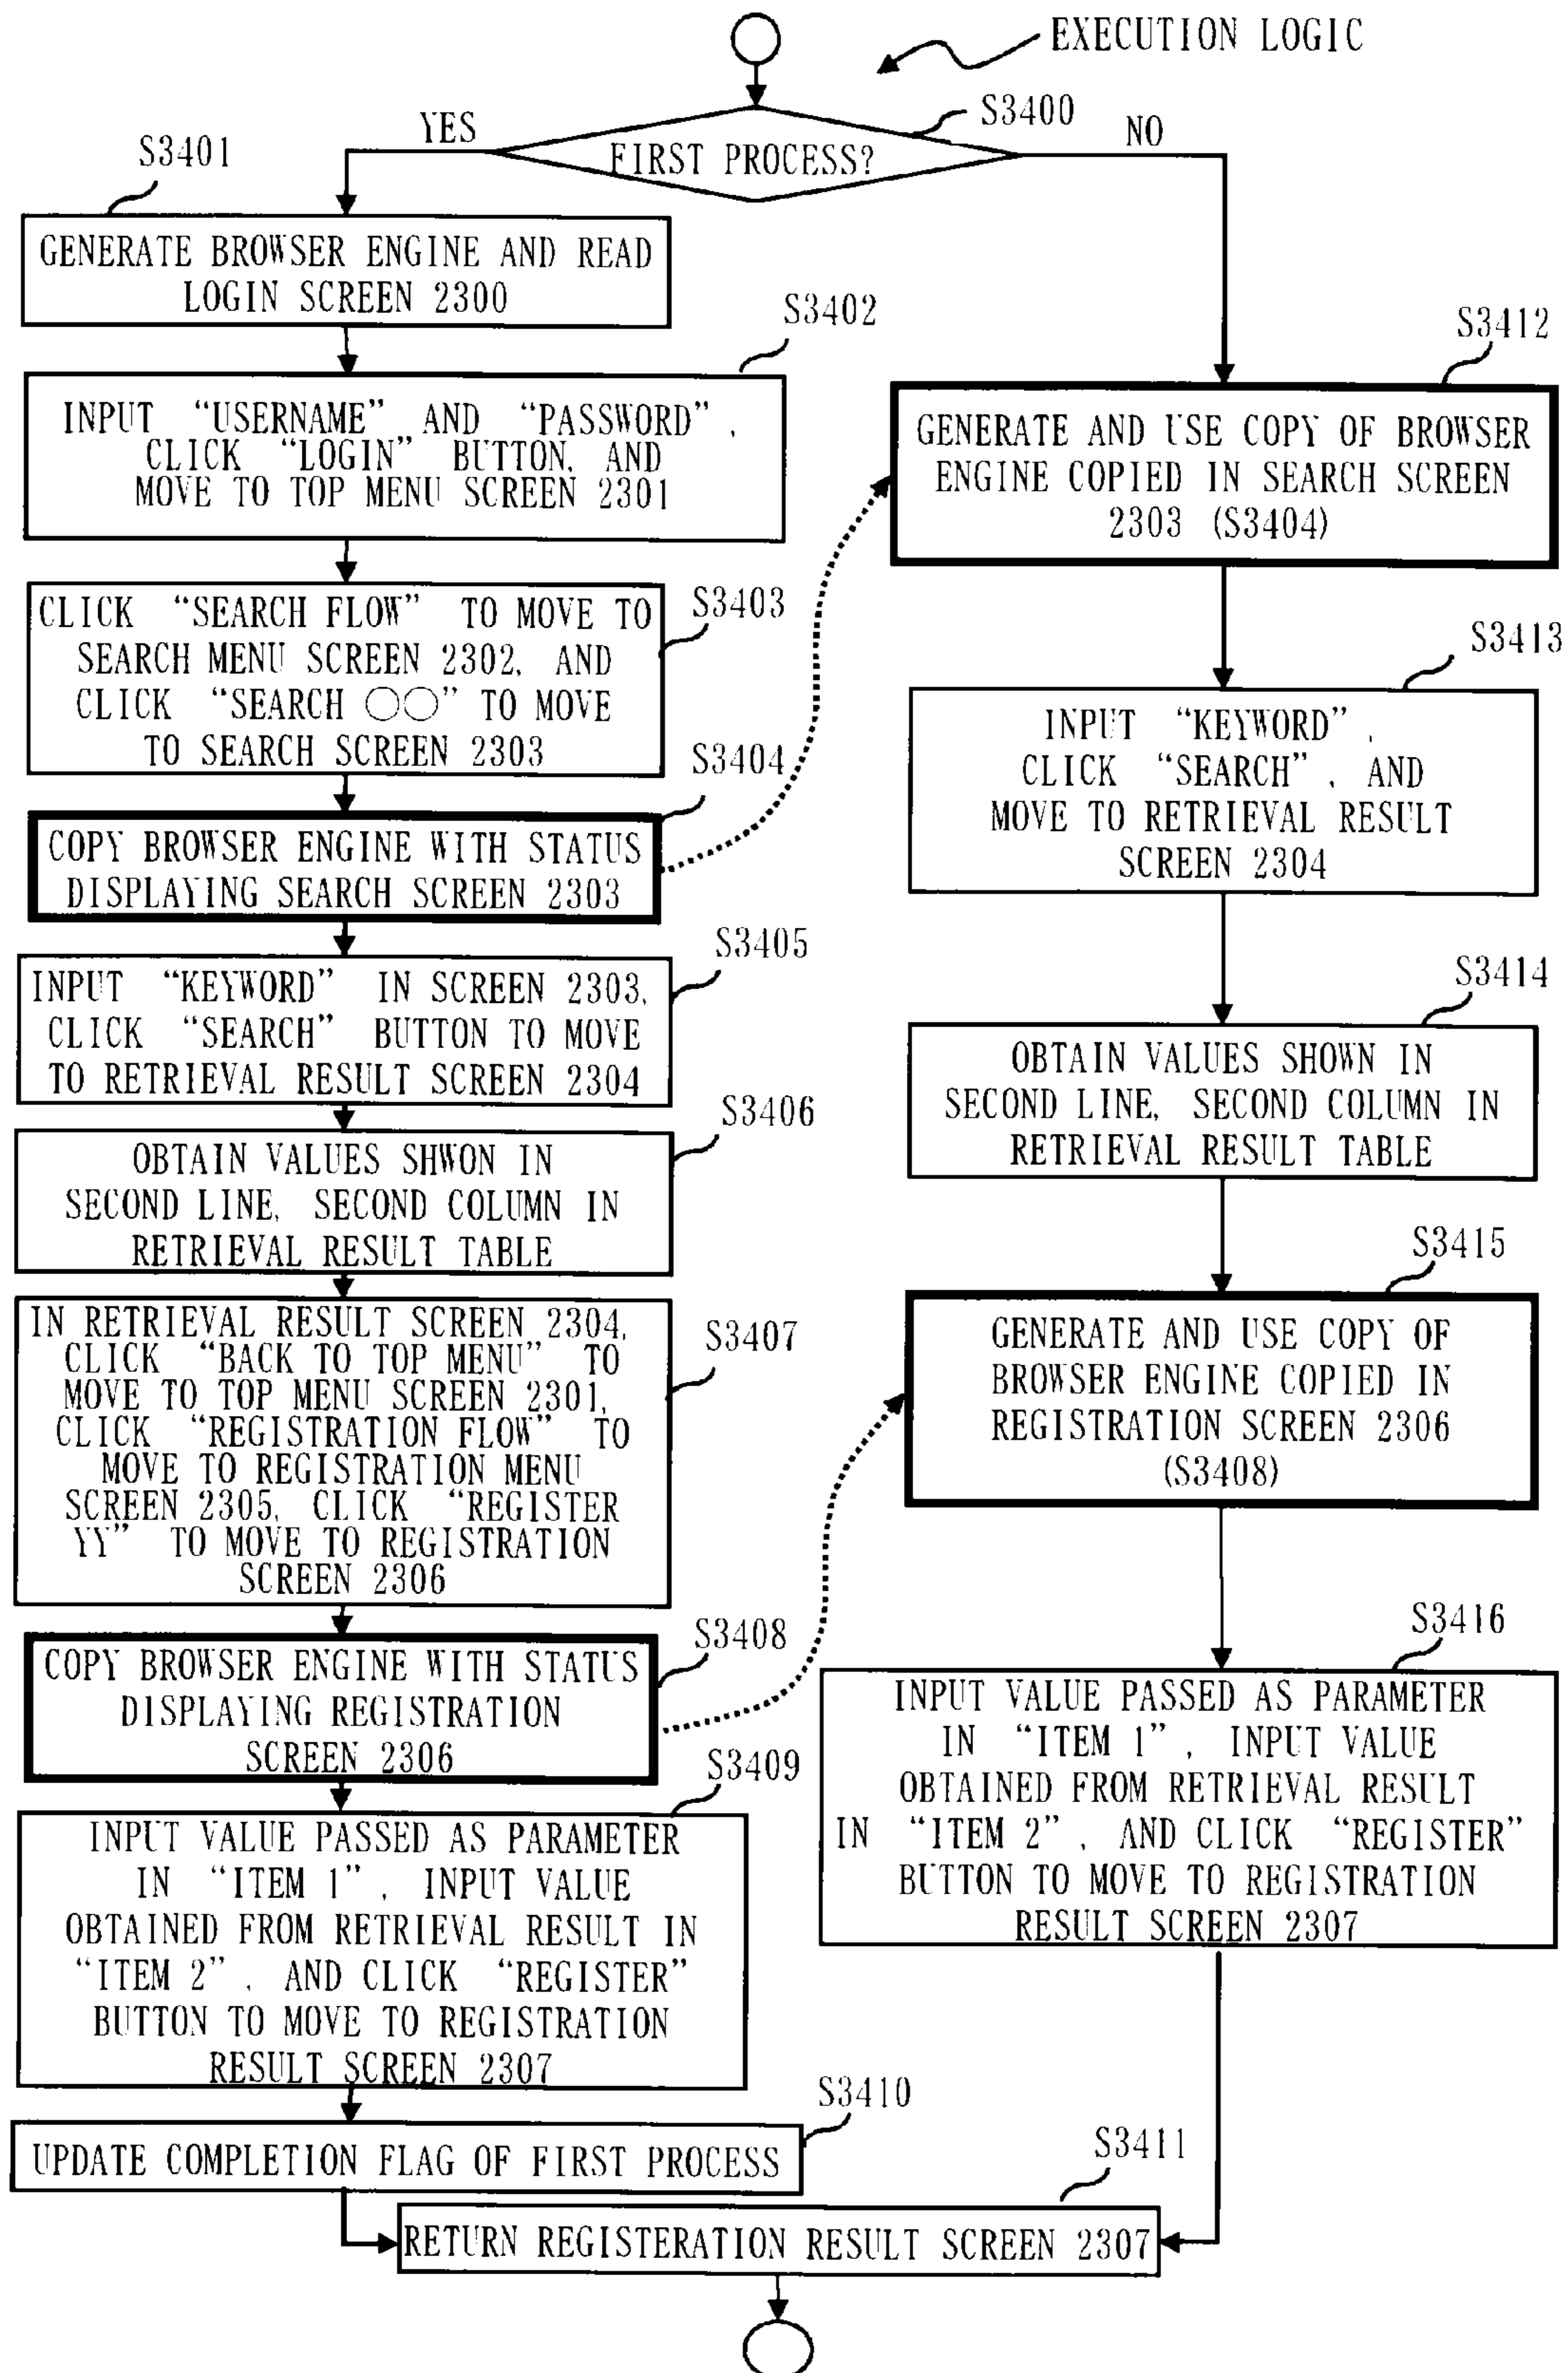 EXECUTION LOGIC
S3400
YES
NO
FIRST PROCESS?
S3401
GENERATE BROWSER ENGINE AND READ
LOGIN SCREEN 2300
S3402
INPUT “USERNAME” AND “PASSWORD”,
CLICK “LOGIN” BUTTON, AND
MOVE TO TOP MENU SCREEN 2301
S3403
CLICK “SEARCH FLOW” TO MOVE TO
SEARCH MENU SCREEN 2302, AND
CLICK “SEARCH ○○” TO MOVE
TO SEARCH SCREEN 2303
S3404
COPY BROWSER ENGINE WITH STATUS
DISPLAYING SEARCH SCREEN 2303
S3405
INPUT “KEYWORD” IN SCREEN 2303,
CLICK “SEARCH” BUTTON TO MOVE
TO RETRIEVAL RESULT SCREEN 2304
S3406
OBTAIN VALUES SHWON IN
SECOND LINE, SECOND COLUMN IN
RETRIEVAL RESULT TABLE
S3407
IN RETRIEVAL RESULT SCREEN 2304,
CLICK “BACK TO TOP MENU” TO
MOVE TO TOP MENU SCREEN 2301,
CLICK “REGISTRATION FLOW” TO
MOVE TO REGISTRATION MENU
SCREEN 2305, CLICK “REGISTER
YY” TO MOVE TO REGISTRATION
SCREEN 2306
S3408
COPY BROWSER ENGINE WITH STATUS
DISPLAYING REGISTRATION
SCREEN 2306
S3409
INPUT VALUE PASSED AS PARAMETER
IN “ITEM 1”, INPUT VALUE
OBTAINED FROM RETRIEVAL RESULT IN
“ITEM 2”, AND CLICK “REGISTER”
BUTTON TO MOVE TO REGISTRATION
RESULT SCREEN 2307
S3410
UPDATE COMPLETION FLAG OF FIRST PROCESS
S3412
GENERATE AND USE COPY OF BROWSER
ENGINE COPIED IN SEARCH SCREEN
2303 (S3404)
S3413
INPUT “KEYWORD”,
CLICK “SEARCH”, AND
MOVE TO RETRIEVAL RESULT
SCREEN 2304
S3414
OBTAIN VALUES SHOWN IN
SECOND LINE, SECOND COLUMN IN
RETRIEVAL RESULT TABLE
S3415
GENERATE AND USE COPY OF
BROWSER ENGINE COPIED IN
REGISTRATION SCREEN 2306
(S3408)
S3416
INPUT VALUE PASSED AS PARAMETER
IN “ITEM 1”, INPUT VALUE
OBTAINED FROM RETRIEVAL RESULT
IN “ITEM 2”, AND CLICK “REGISTER”
BUTTON TO MOVE TO REGISTRATION
RESULT SCREEN 2307
S3411
RETURN REGISTERATION RESULT SCREEN 2307